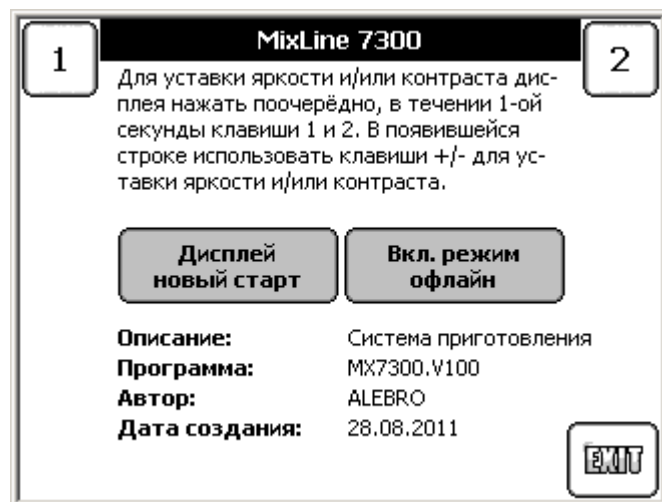 1
MixLine 7300
2
Для уставки яркости и/или контраста дис-
плея нажать поочерёдно, в течении 1-ой
секунды клавиши 1 и 2. В появившейся
строке использовать клавиши +/- для ус-
тавки яркости и/или контраста.
Дисплей
новый старт
Вкл. режим
офлайн
Описание: Система приготовления
Программа: MX7300.V100
Автор: ALEBRO
Дата создания: 28.08.2011
EXIT